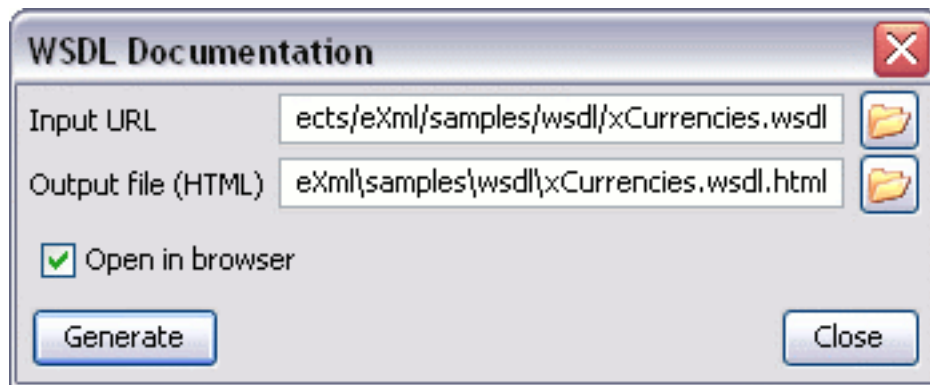 WSDL Documentation
Input URL ects/eXml/samples/wsdl/xCurrencies.wsdl
Output file (HTML) eXml\samples\wsdl\xCurrencies.wsdl.html
Open in browser
Generate Close